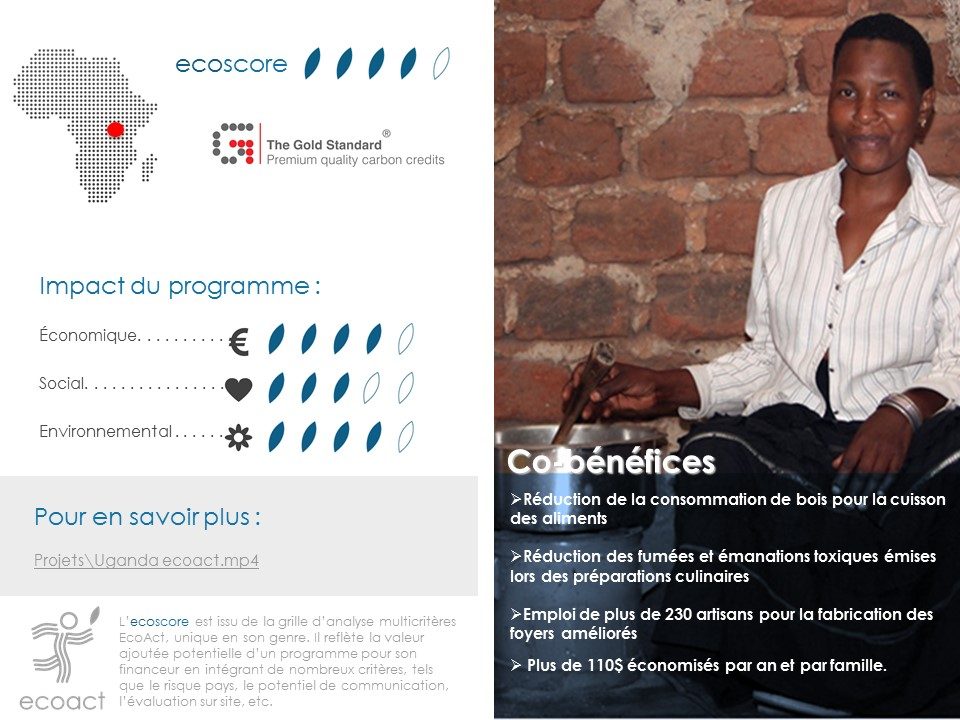 ecoscore
The Gold Standard®
Premium quality carbon credits
Impact du programme :
Économique. . . . . . . . . . €
Social. . . . . . . . . . . . . . . .
Environnemental . . . . . .
Pour en savoir plus :
Projets\Uganda ecoact.mp4
ecoact
L’ecoscore est issu de la grille d’analyse multicritères
EcoAct, unique en son genre. Il reflète la valeur
ajoutée potentielle d’un programme pour son
financeur en intégrant de nombreux critères, tels
que le risque pays, le potentiel de communication,
l’évaluation sur site, etc.
Co-bénéfices
➢Réduction de la consommation de bois pour la cuisson
des aliments
➢Réduction des fumées et émanations toxiques émises
lors des préparations culinaires
➢Emploi de plus de 230 artisans pour la fabrication des
foyers améliorés
➢ Plus de 110$ économisés par an et par famille.